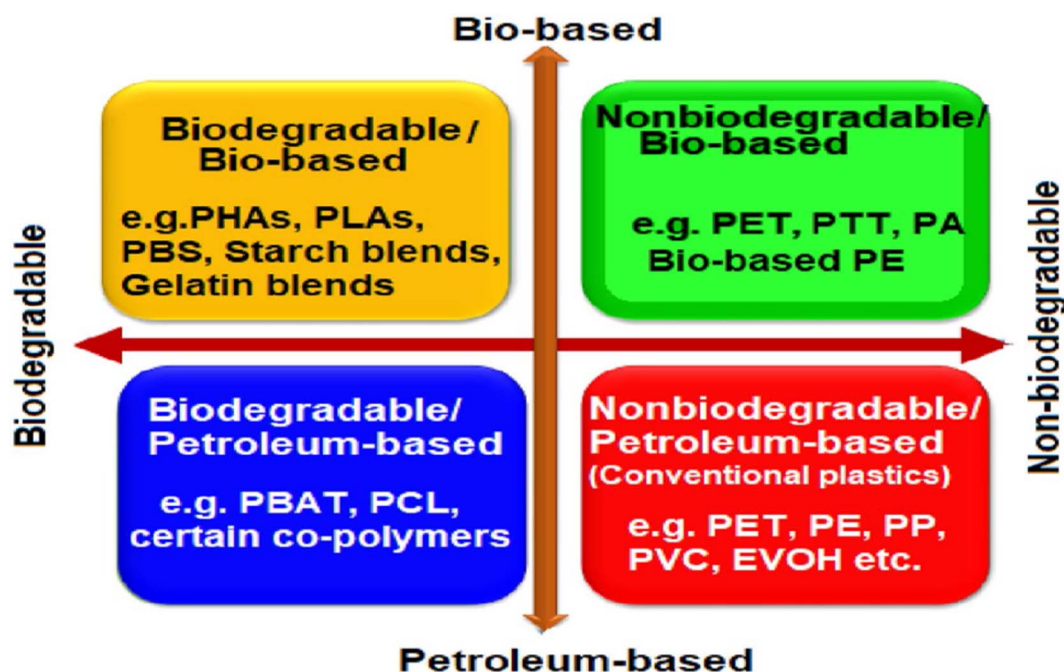 Bio-based
Biodegradable/
Bio-based
e.g.PHAs, PLAs,
PBS, Starch blends,
Gelatin blends
Nonbiodegradable/
Bio-based
e.g. PET, PTT, PA
Bio-based PE
Biodegradable
Non-biodegradable
Biodegradable/
Petroleum-based
e.g. PBAT, PCL,
certain co-polymers
Nonbiodegradable/
Petroleum-based
(Conventional plastics)
e.g. PET, PE, PP,
PVC, EVOH etc.
Petroleum-based